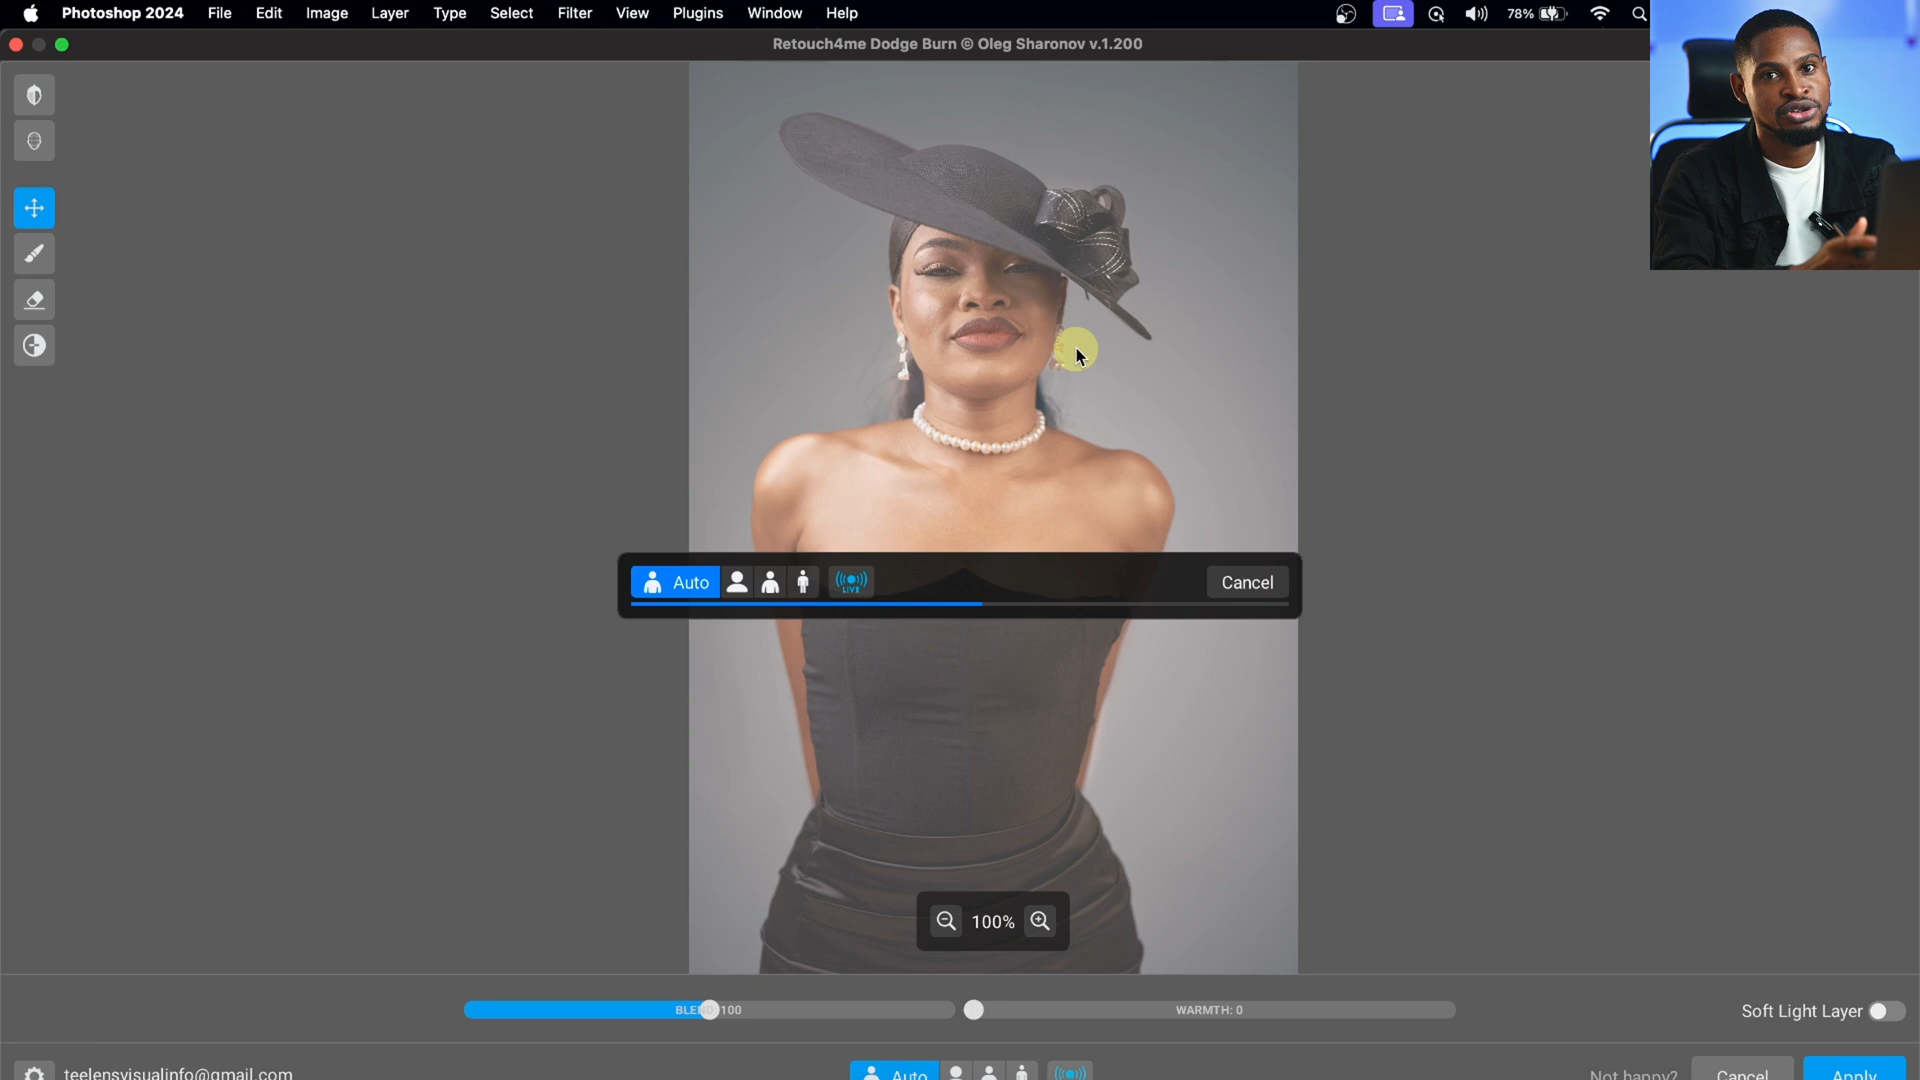 Photoshop 2024 File Edit Image Layer Type Select Filter View Plugins Window Help 78%
Retouch4me Dodge Burn © Oleg Sharonov v.1.200
Auto LIVE Cancel
100%
BLEND: 100 WARMTH: 0 Soft Light Layer
teelensvisualinfo@gmail.com Auto Not happy? Cancel Apply